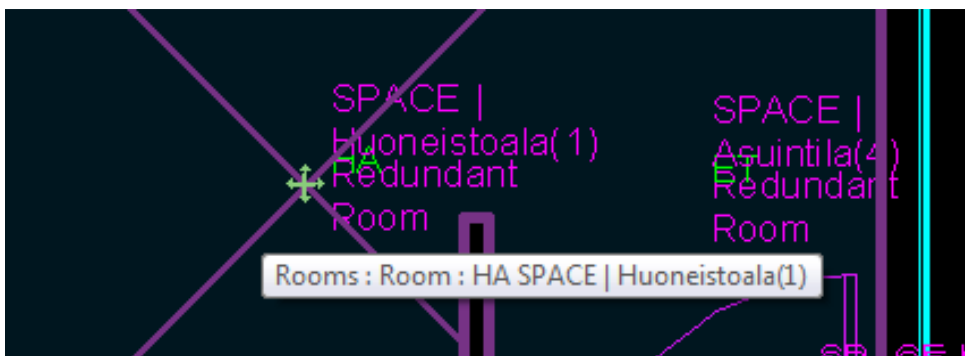 SPACE |
Huoneistoala(1)
HA
Redundant
Room
SPACE |
Asuintila(4)
ET
Redundant
Room
Rooms : Room : HA SPACE | Huoneistoala(1)